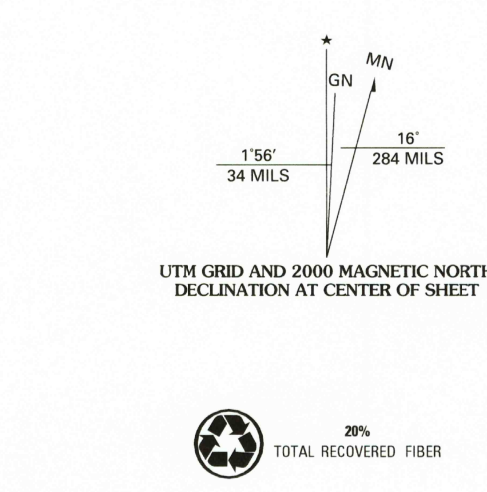 ★
MN
GN
1°56′
34 MILS
16°
284 MILS
UTM GRID AND 2000 MAGNETIC NORTH
DECLINATION AT CENTER OF SHEET
20%
TOTAL RECOVERED FIBER